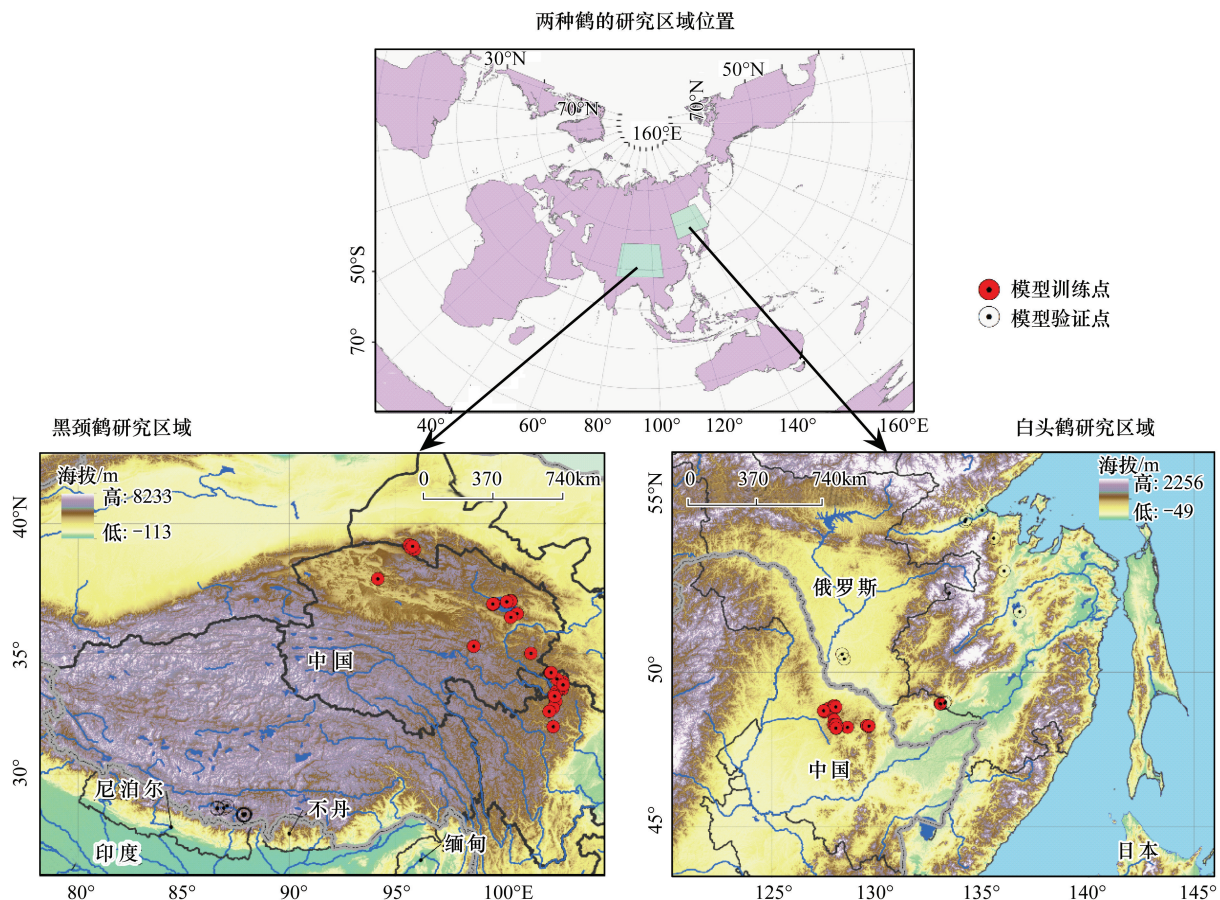 两种鹤的研究区域位置
30°N
50°N
70°N
70°N
160°E
50°S
70°
40°
60°
80°
100°
120°
140°
160°E
模型训练点
模型验证点
黑颈鹤研究区域
海拔/m
高: 8233
低: −113
0 370 740km
40°N
35°
30°
中国
尼泊尔
不丹
印度
缅甸
80° 85° 90° 95° 100°E
白头鹤研究区域
0 370 740km
海拔/m
高: 2256
低: −49
55°N
50°
45°
俄罗斯
中国
日本
125° 130° 135° 140° 145°E